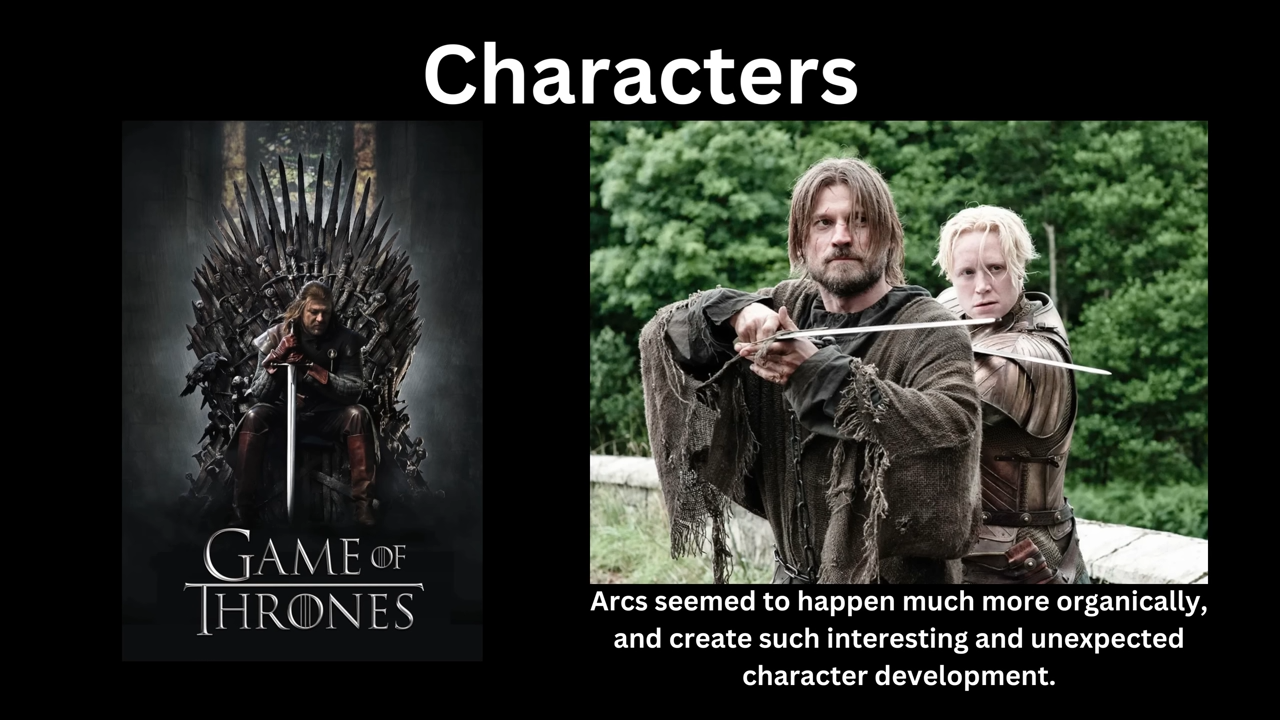 Characters
GAME OF
THRONES
Arcs seemed to happen much more organically,
and create such interesting and unexpected
character development.